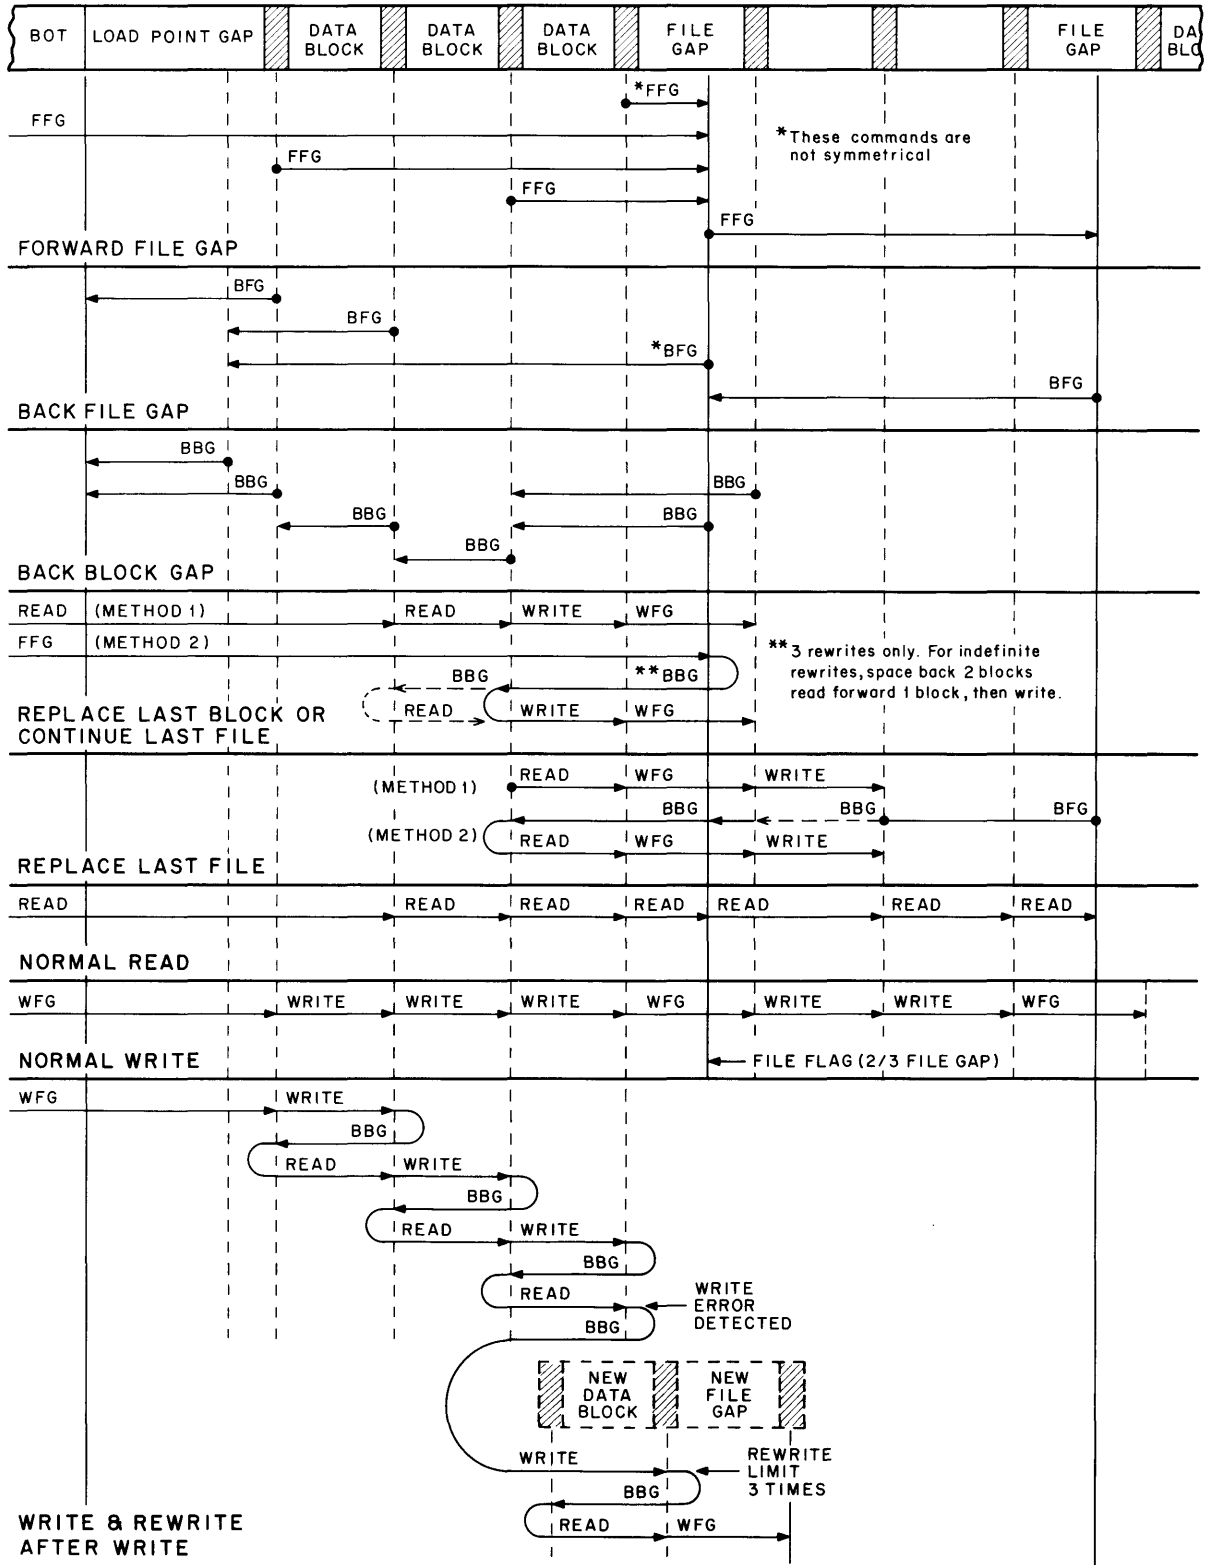 BOT LOAD POINT GAP DATA DATA DATA FILE FILE DA
BLOCK BLOCK BLOCK GAP GAP BLC
*FFG
FFG
*These commands are
not symmetrical
FFG
FFG
FFG
FORWARD FILE GAP
BFG
BFG
*BFG
BFG
BACK FILE GAP
BBG
BBG BBG
BBG BBG
BBG
BACK BLOCK GAP
READ (METHOD 1) READ WRITE WFG
FFG (METHOD 2)
**3 rewrites only. For indefinite
rewrites, space back 2 blocks
read forward 1 block, then write.
BBG **BBG
READ WRITE WFG
REPLACE LAST BLOCK OR
CONTINUE LAST FILE
(METHOD 1) READ WFG WRITE
BBG BBG BFG
(METHOD 2) READ WFG WRITE
REPLACE LAST FILE
READ READ READ READ READ READ READ
NORMAL READ
WFG WRITE WRITE WRITE WFG WRITE WRITE WFG
NORMAL WRITE
FILE FLAG (2/3 FILE GAP)
WFG WRITE
BBG
READ WRITE
BBG
READ WRITE
BBG
READ
WRITE
ERROR
DETECTED
BBG
NEW NEW
DATA FILE
BLOCK GAP
WRITE
REWRITE
LIMIT
3 TIMES
BBG
READ WFG
WRITE & REWRITE
AFTER WRITE